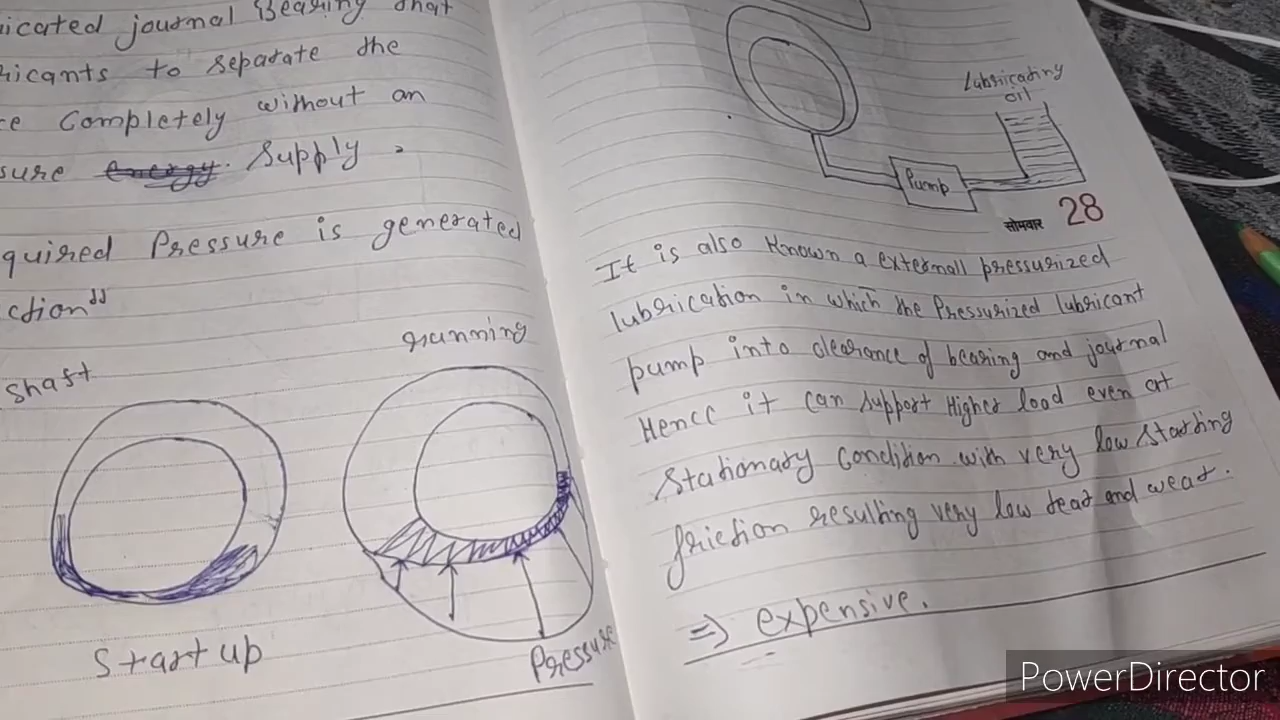 icated journal Bearing that
ricants to separate the
ce Completely without an
sure energy. Supply.
quired Pressure is generated
ction"
shaft
running
Start up
Pressure
Lubricating
oil
Pump
सोमवार 28
It is also Known a externall pressurized
lubrication in which the Pressurized lubricant
pump into clearance of bearing and journal
Hence it can support Higher load even at
stationary condition with very low starting
friction resulting very low tear and wear.
⇒ expensive.
PowerDirector